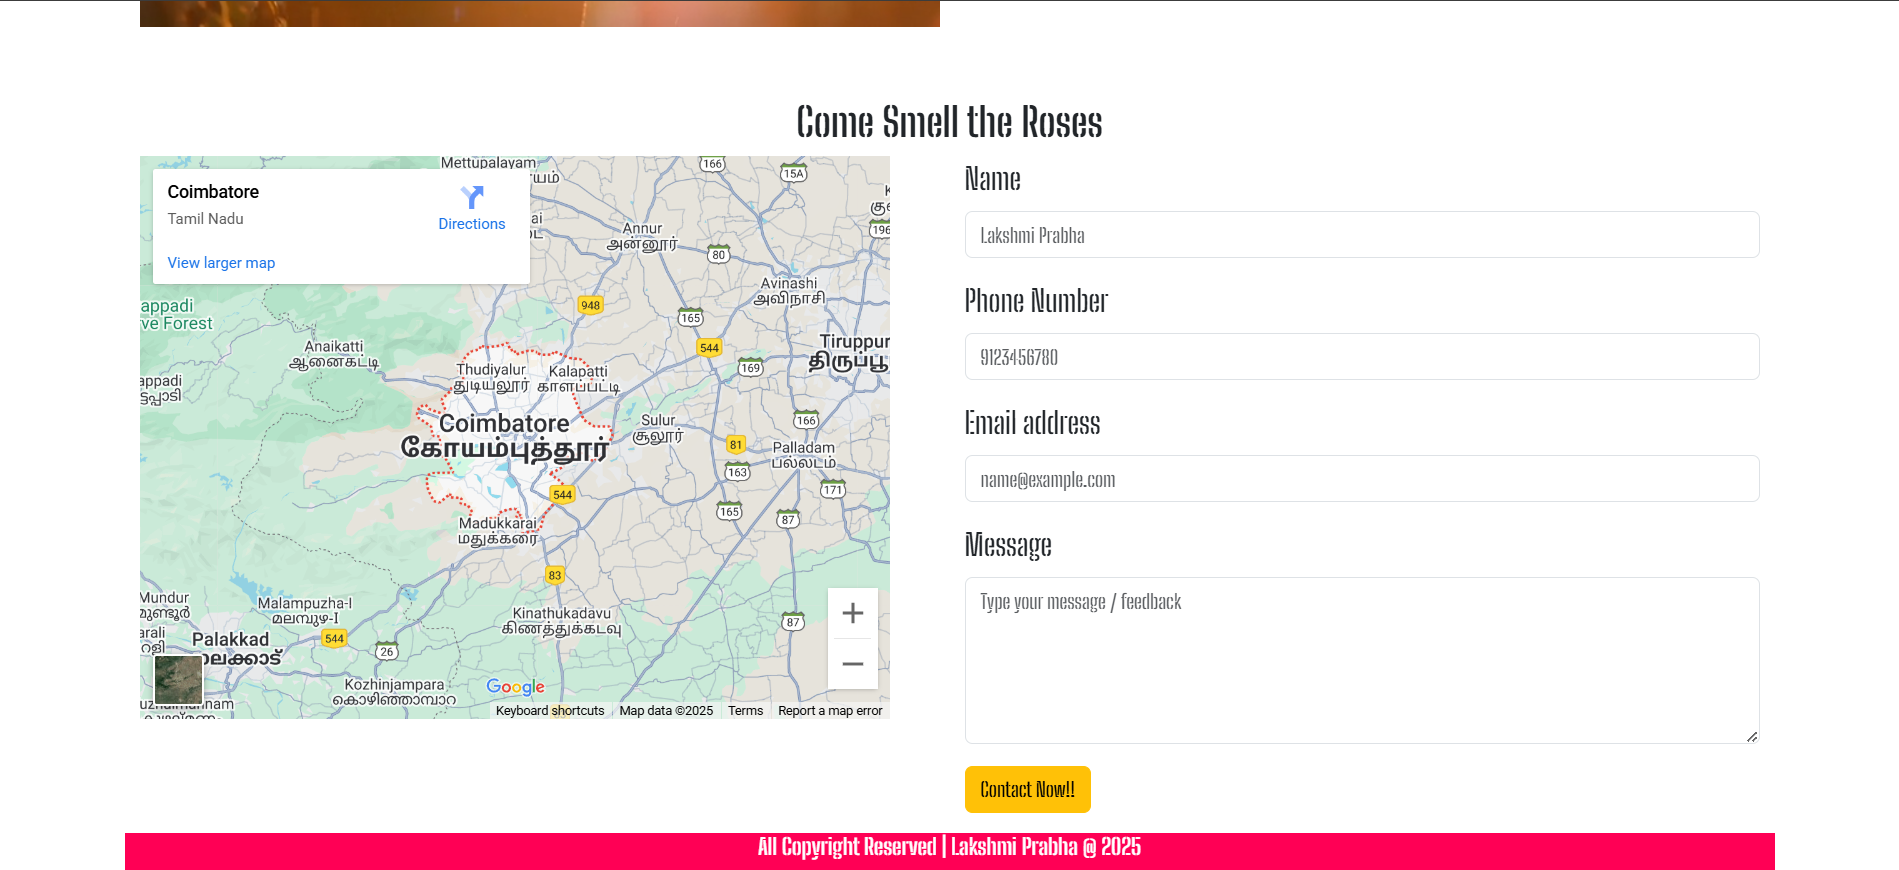 Come Smell the Roses
Coimbatore
Tamil Nadu
Directions
View larger map
Mettupalayam
166
15A
Annur
அன்னூர்
80
196
Avinashi
அவிநாசி
948
165
544
Tiruppur
169
Anaikatti
ஆனைகட்டி
Thudiyalur
துடியலூர்
Kalapatti
காளப்பட்டி
Coimbatore
கோயம்புத்தூர்
Sulur
சூலூர்
166
81
Palladam
பல்லடம்
163
171
544
165
87
Madukkarai
மதுக்கரை
83
Mundur
Malampuzha-I
മലമ്പുഴ-I
Kinathukadavu
கிணத்துக்கடவு
87
Palakkad
544
26
Kozhinjampara
കൊഴിഞ്ഞാമ്പാറ
Google
Keyboard shortcuts
Map data ©2025
Terms
Report a map error
Name
Lakshmi Prabha
Phone Number
9123456780
Email address
name@example.com
Message
Type your message / feedback
Contact Now!!
All Copyright Reserved | Lakshmi Prabha @ 2025